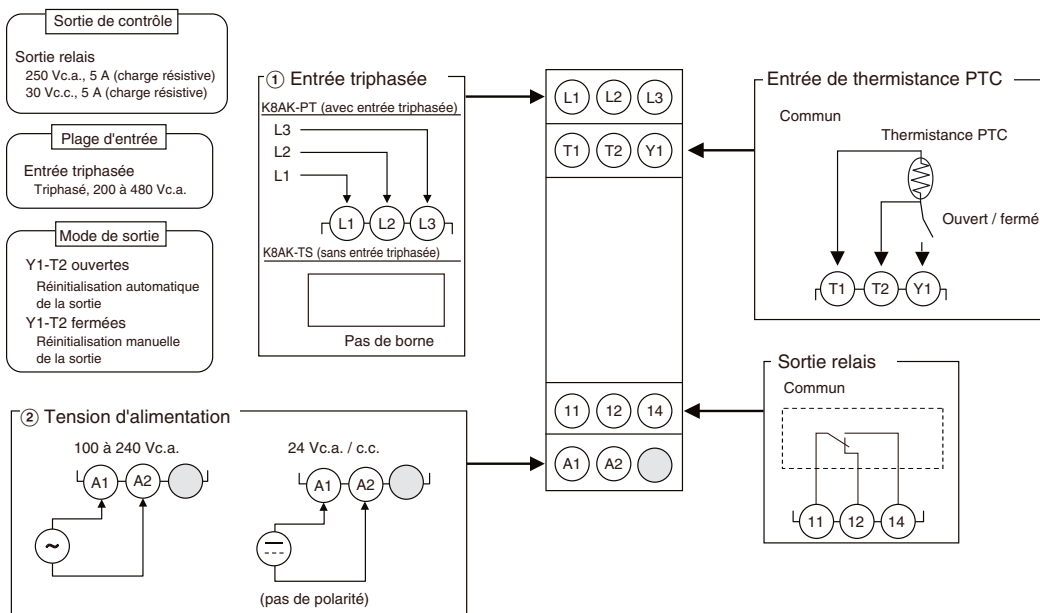 Sortie de contrôle
Sortie relais
250 Vc.a., 5 A (charge résistive)
30 Vc.c., 5 A (charge résistive)
Plage d'entrée
Entrée triphasée
Triphasé, 200 à 480 Vc.a.
Mode de sortie
Y1-T2 ouvertes
Réinitialisation automatique
de la sortie
Y1-T2 fermées
Réinitialisation manuelle
de la sortie
① Entrée triphasée
K8AK-PT (avec entrée triphasée)
L3
L2
L1
L1 L2 L3
K8AK-TS (sans entrée triphasée)
Pas de borne
L1 L2 L3
T1 T2 Y1
11 12 14
A1 A2
Entrée de thermistance PTC
Commun
Thermistance PTC
Ouvert / fermé
T1 T2 Y1
Sortie relais
Commun
11 12 14
② Tension d'alimentation
100 à 240 Vc.a.
A1 A2
~
24 Vc.a. / c.c.
A1 A2
(pas de polarité)